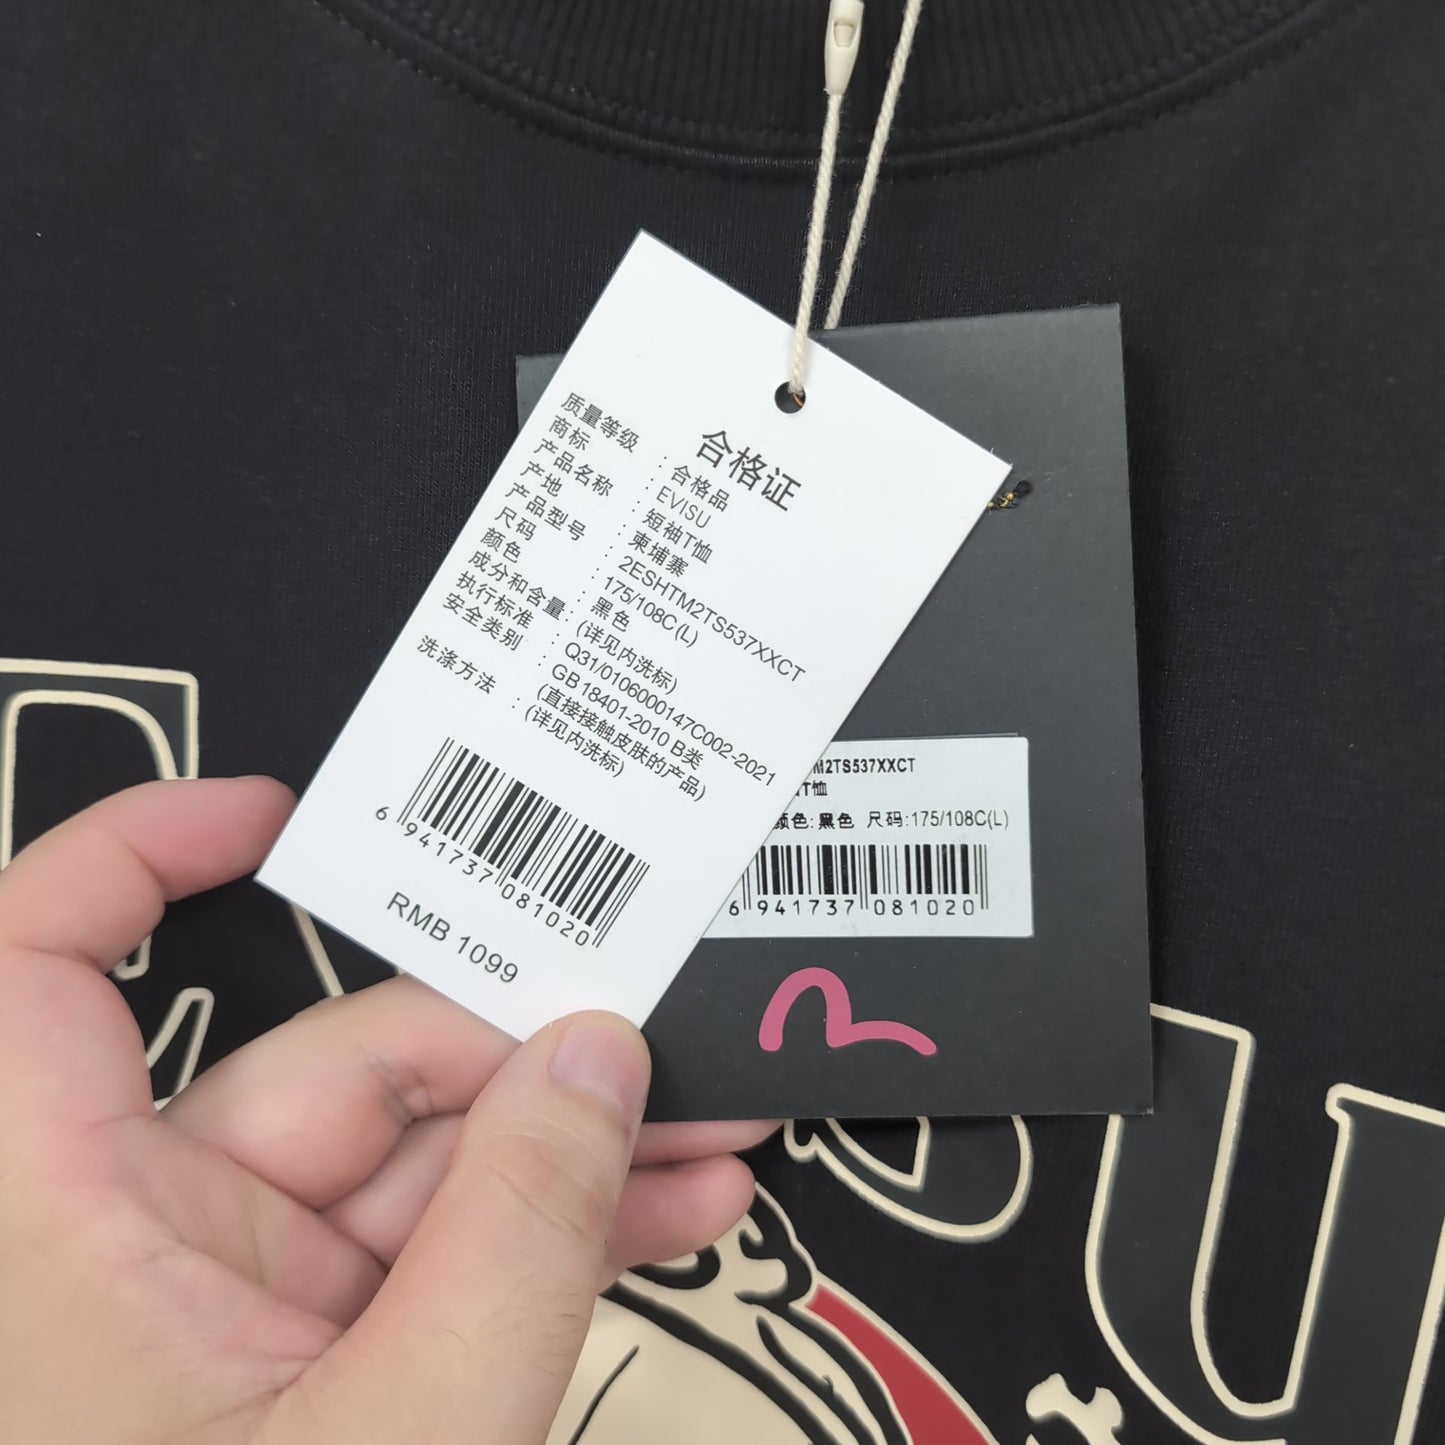 合格证
质量等级 : 合格品
商标 : EVISU
产品名称 : 短袖T恤
产地 : 柬埔寨
产品型号 : 2ESHTM2TS537XXCT
尺码 : 175/108C(L)
颜色 : 黑色
成分和含量: (详见内洗标)
执行标准 : Q31/0106000147C002-2021
安全类别 : GB 18401-2010 B类
(直接接触皮肤的产品)
洗涤方法 : (详见内洗标)
6 941737 081020
RMB 1099
M2TS537XXCT
T恤
颜色:黑色 尺码:175/108C(L)
6 941737 081020